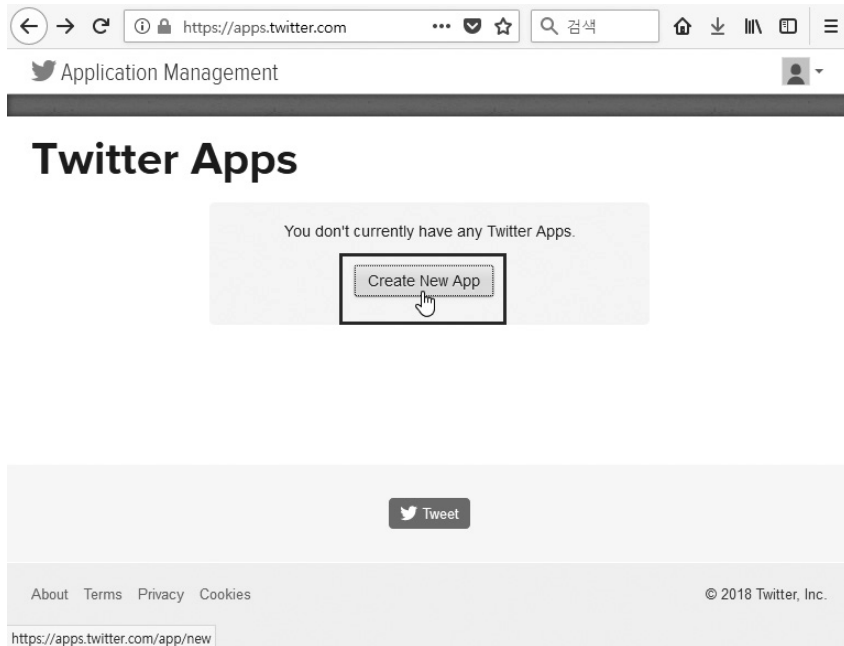 https://apps.twitter.com
검색
Application Management
Twitter Apps
You don't currently have any Twitter Apps.
Create New App
Tweet
About Terms Privacy Cookies
© 2018 Twitter, Inc.
https://apps.twitter.com/app/new